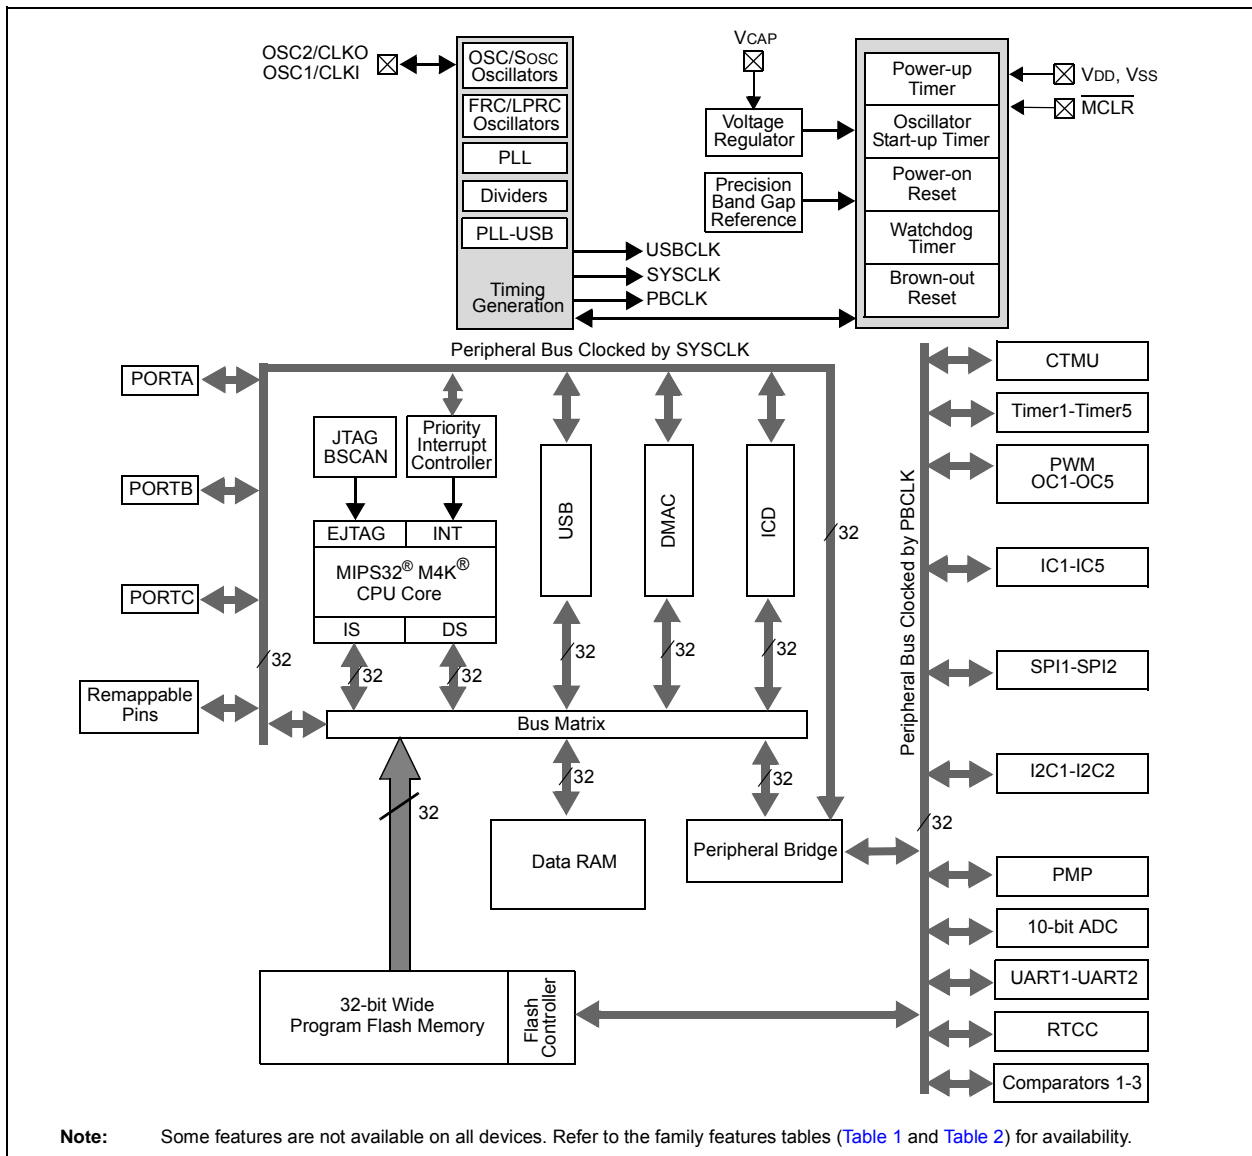 OSC2/CLKO
OSC1/CLKI
OSC/SOSC
Oscillators
FRC/LPRC
Oscillators
PLL
Dividers
PLL-USB
Timing
Generation
USBCLK
SYSCLK
PBCLK
VCAP
Voltage
Regulator
Precision
Band Gap
Reference
Power-up
Timer
Oscillator
Start-up Timer
Power-on
Reset
Watchdog
Timer
Brown-out
Reset
VDD, VSS
MCLR
Peripheral Bus Clocked by SYSCLK
PORTA
PORTB
PORTC
Remappable
Pins
32
JTAG
BSCAN
Priority
Interrupt
Controller
EJTAG
INT
MIPS32® M4K®
CPU Core
IS
DS
32
32
USB
32
DMAC
32
ICD
32
32
Bus Matrix
32
32
32
Data RAM
Peripheral Bridge
32-bit Wide
Program Flash Memory
Flash
Controller
Peripheral Bus Clocked by PBCLK
32
CTMU
Timer1-Timer5
PWM
OC1-OC5
IC1-IC5
SPI1-SPI2
I2C1-I2C2
PMP
10-bit ADC
UART1-UART2
RTCC
Comparators 1-3
Note: Some features are not available on all devices. Refer to the family features tables (Table 1 and Table 2) for availability.